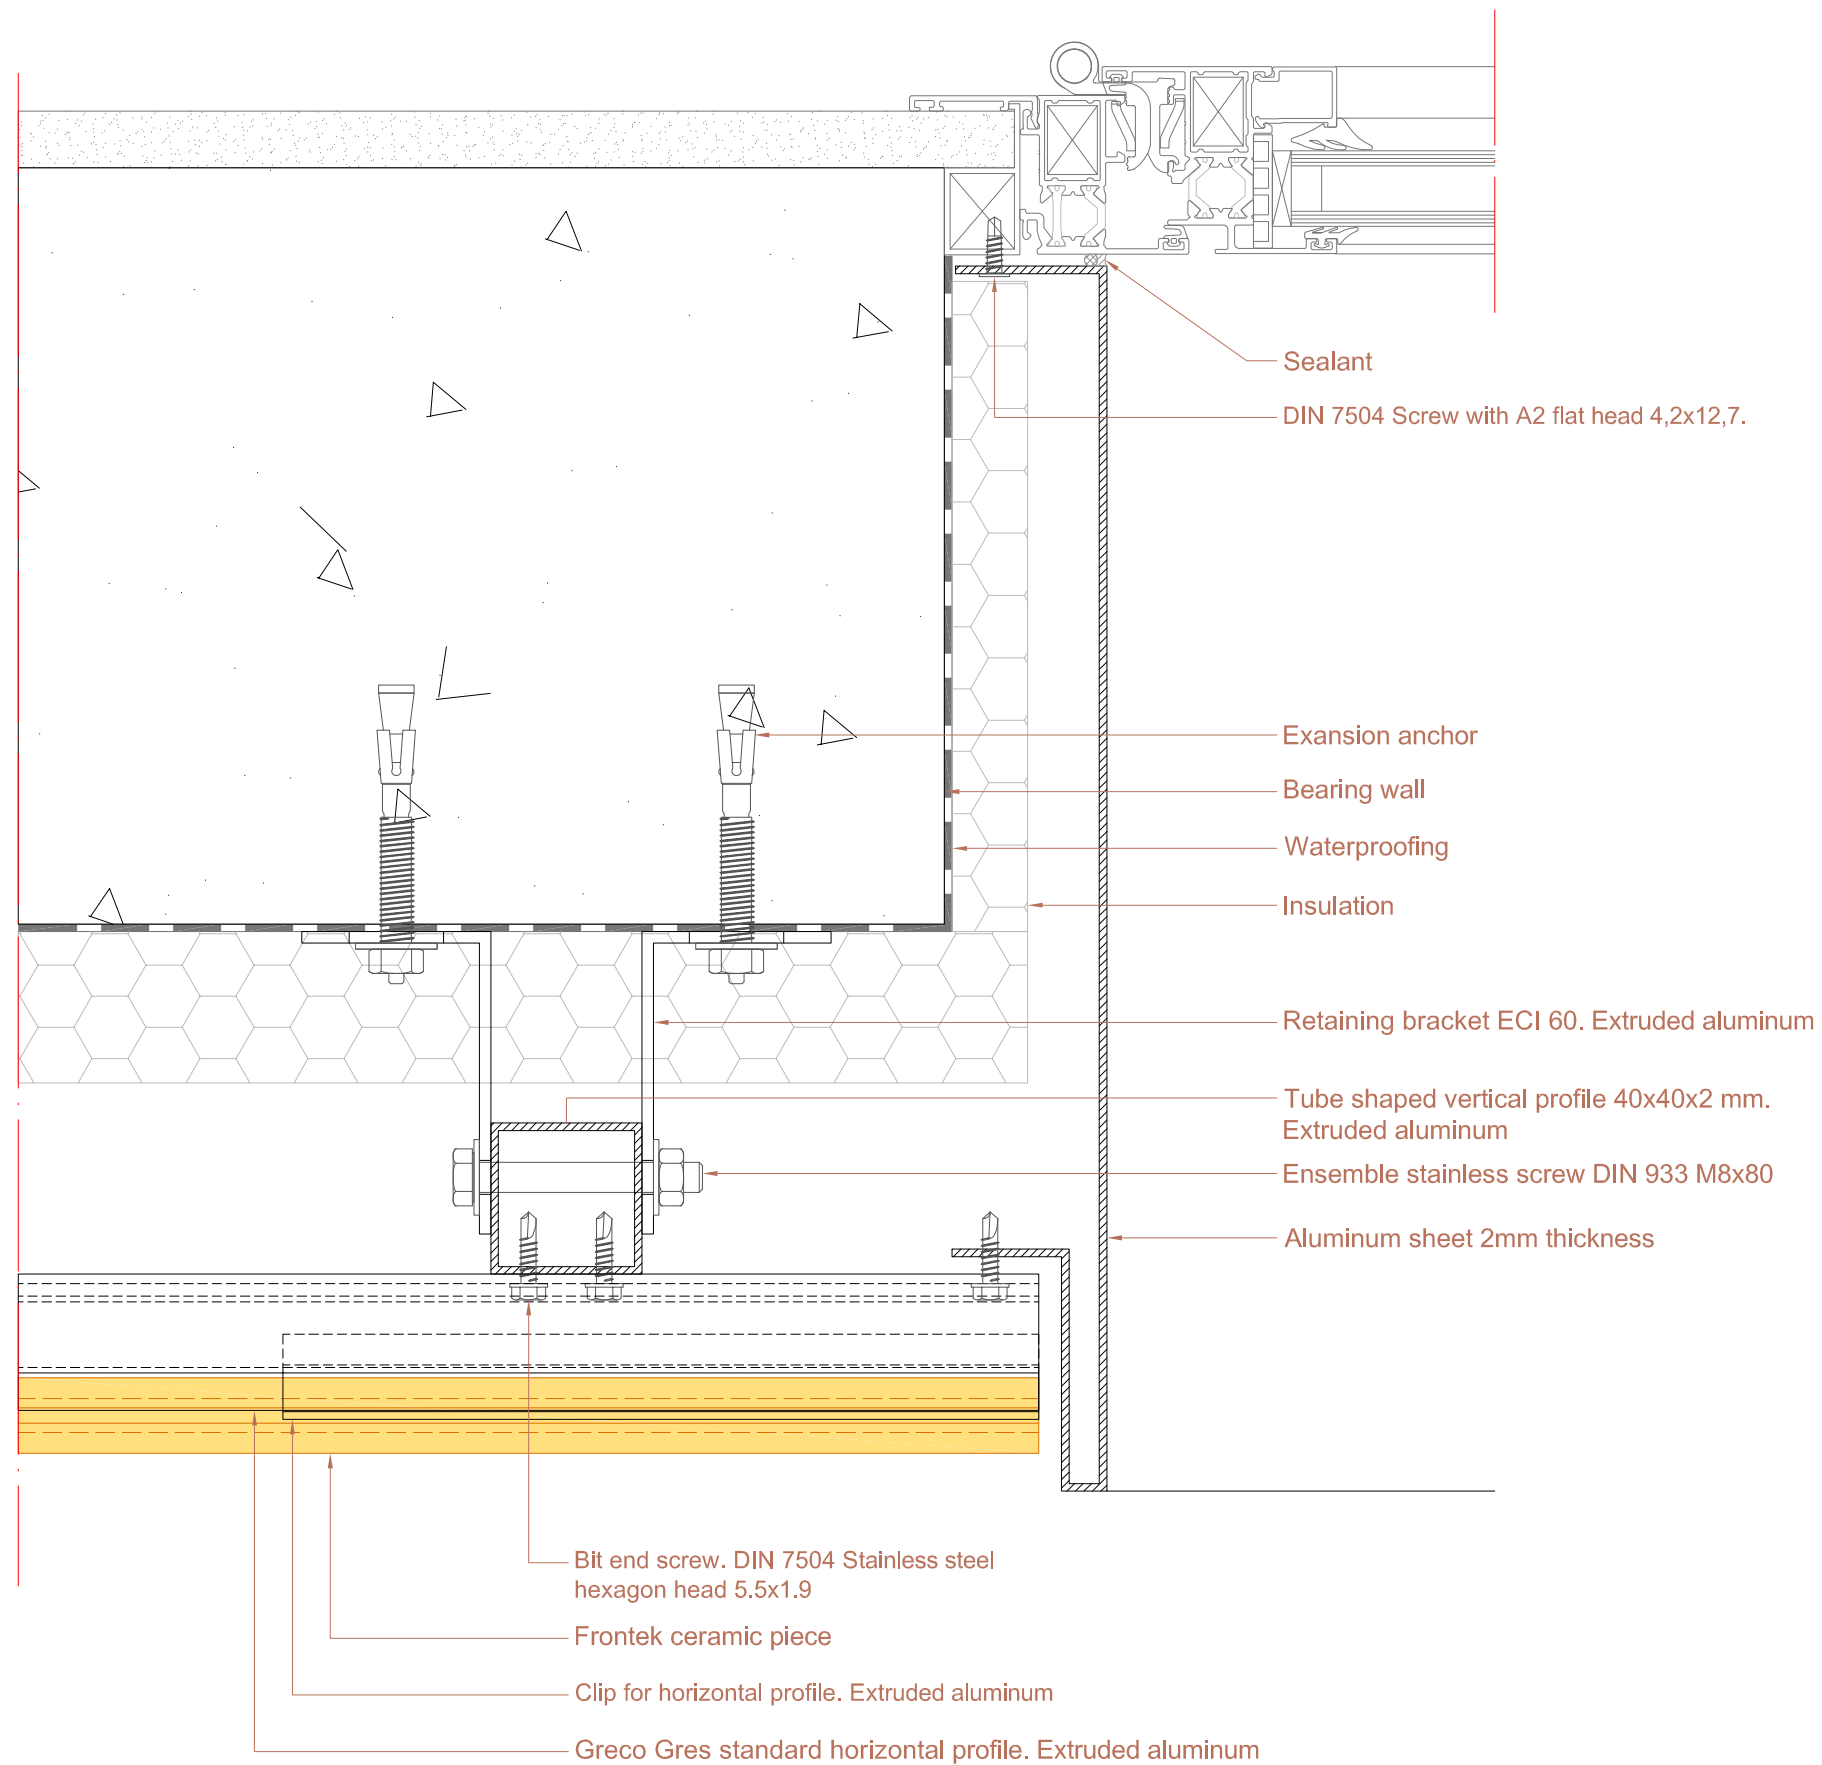 Sealant
DIN 7504 Screw with A2 flat head 4,2x12,7.
Exansion anchor
Bearing wall
Waterproofing
Insulation
Retaining bracket ECI 60. Extruded aluminum
Tube shaped vertical profile 40x40x2 mm.
Extruded aluminum
Ensemble stainless screw DIN 933 M8x80
Aluminum sheet 2mm thickness
Bit end screw. DIN 7504 Stainless steel
hexagon head 5.5x1.9
Frontek ceramic piece
Clip for horizontal profile. Extruded aluminum
Greco Gres standard horizontal profile. Extruded aluminum